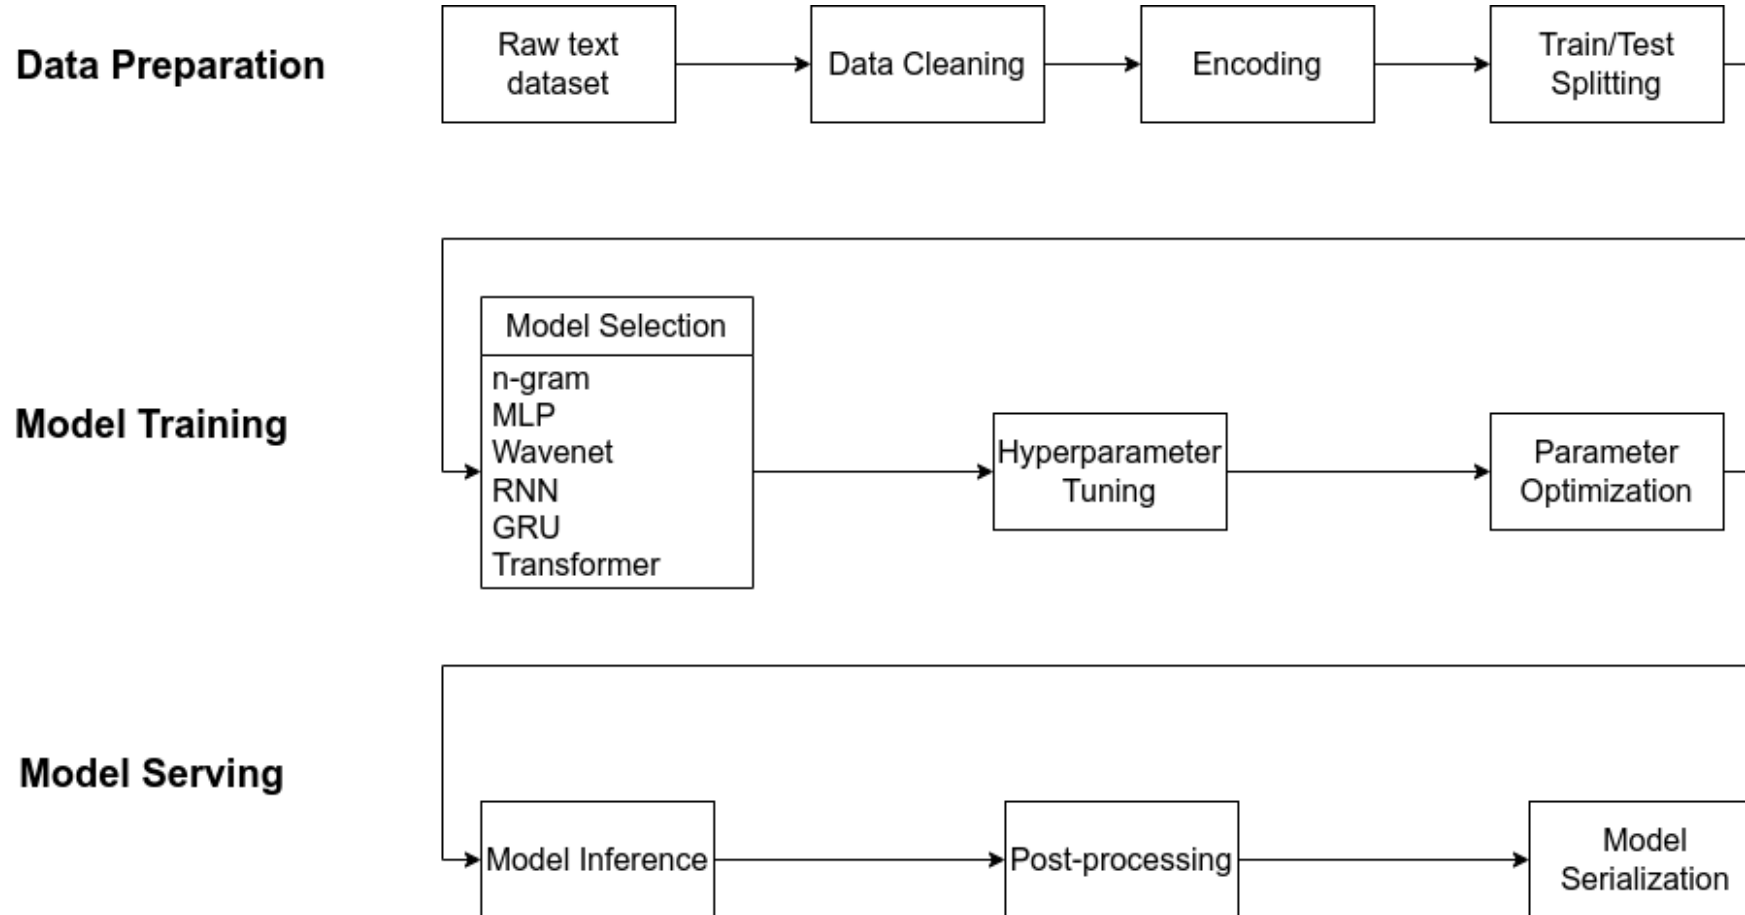 Data Preparation
Raw text
dataset
Data Cleaning
Encoding
Train/Test
Splitting
Model Training
Model Selection
n-gram
MLP
Wavenet
RNN
GRU
Transformer
Hyperparameter
Tuning
Parameter
Optimization
Model Serving
Model Inference
Post-processing
Model
Serialization